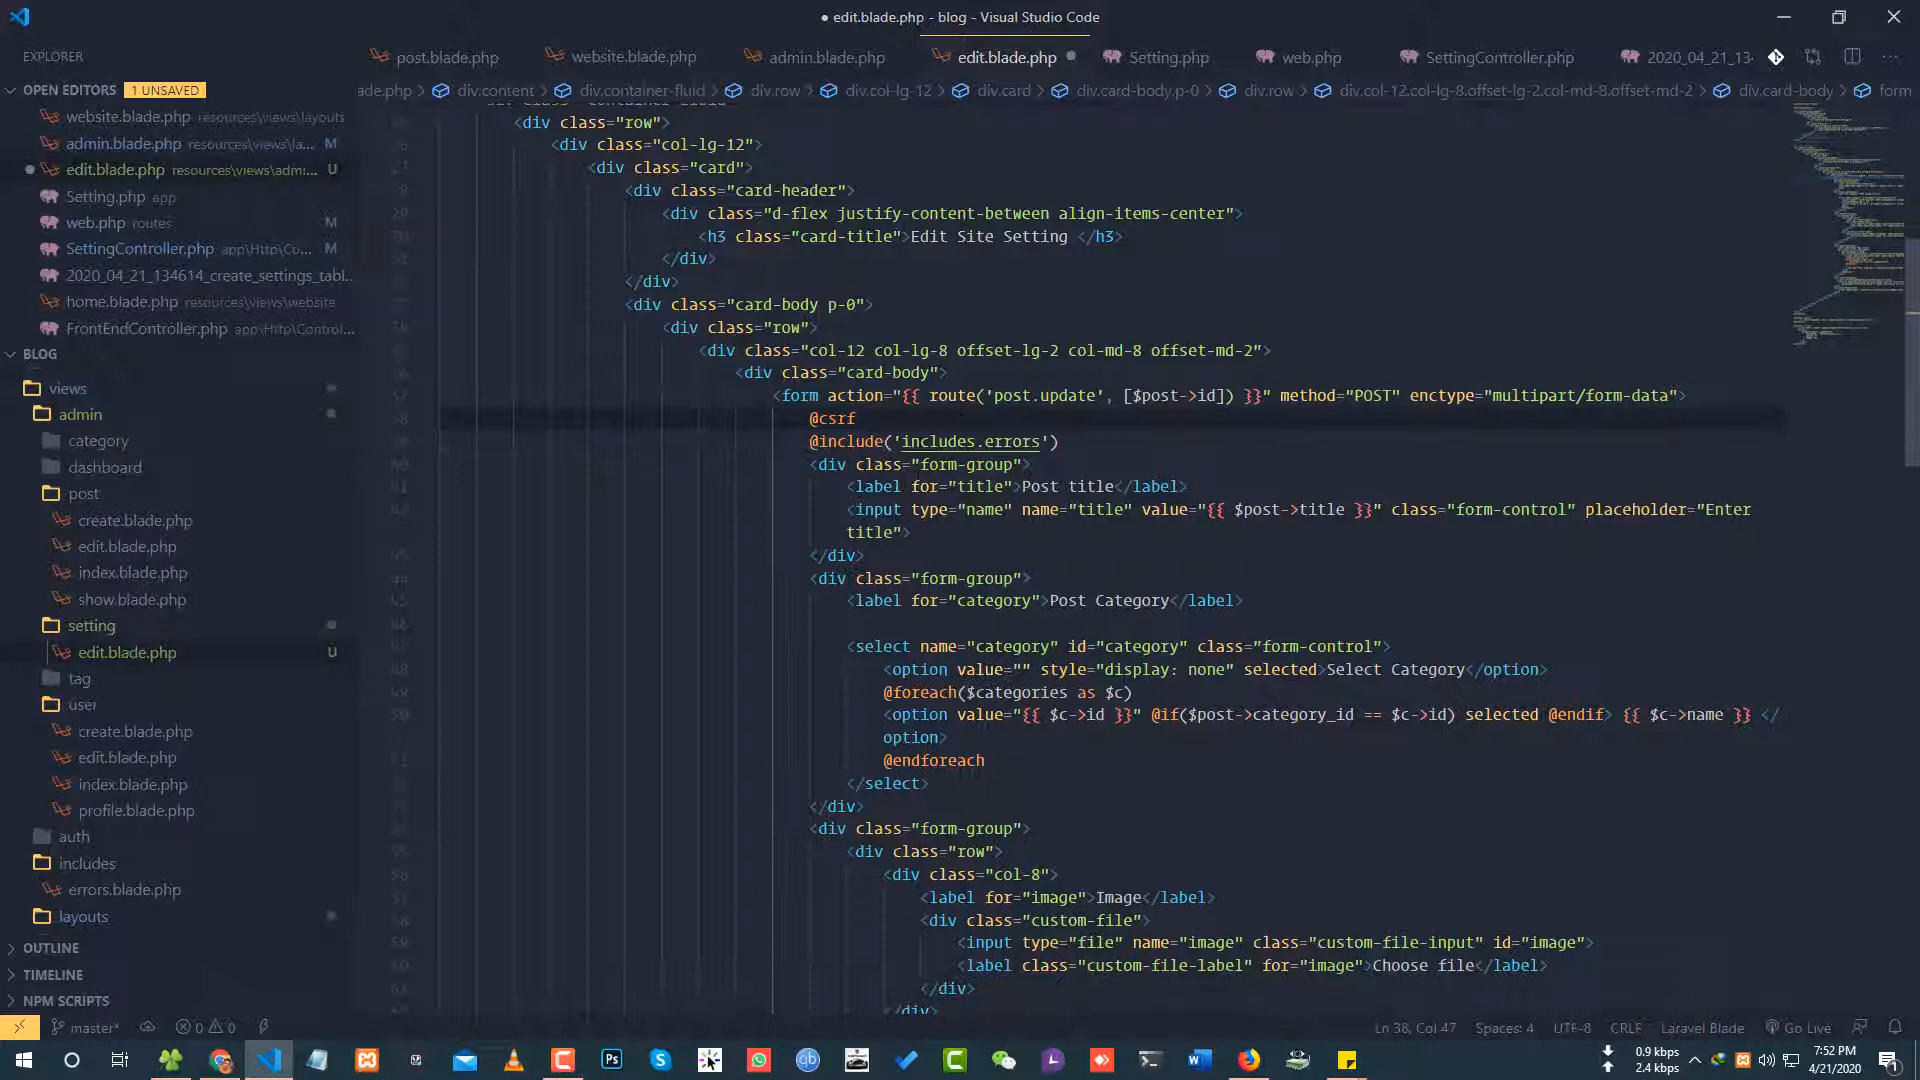 ● edit.blade.php - blog - Visual Studio Code
EXPLORER
post.blade.php
website.blade.php
admin.blade.php
edit.blade.php
Setting.php
web.php
SettingController.php
2020_04_21_13
OPEN EDITORS 1 UNSAVED
ade.php > div.content > div.container-fluid > div.row > div.col-lg-12 > div.card > div.card-body.p-0 > div.row > div.col-12.col-lg-8.offset-lg-2.col-md-8.offset-md-2 > div.card-body > form
website.blade.php resources\views\layouts
admin.blade.php resources\views\la... M
edit.blade.php resources\views\admi... U
Setting.php app
web.php routes M
SettingController.php app\Http\Co... M
2020_04_21_134614_create_settings_tabl...
home.blade.php resources\views\website
FrontEndController.php app\Http\Control...
BLOG
views
admin
category
dashboard
post
create.blade.php
edit.blade.php
index.blade.php
show.blade.php
setting
edit.blade.php U
tag
user
create.blade.php
edit.blade.php
index.blade.php
profile.blade.php
auth
includes
errors.blade.php
layouts
OUTLINE
TIMELINE
NPM SCRIPTS
<div class="row">
<div class="col-lg-12">
<div class="card">
<div class="card-header">
<div class="d-flex justify-content-between align-items-center">
<h3 class="card-title">Edit Site Setting </h3>
</div>
</div>
<div class="card-body p-0">
<div class="row">
<div class="col-12 col-lg-8 offset-lg-2 col-md-8 offset-md-2">
<div class="card-body">
<form action="{{ route('post.update', [$post->id]) }}" method="POST" enctype="multipart/form-data">
@csrf
@include('includes.errors')
<div class="form-group">
<label for="title">Post title</label>
<input type="name" name="title" value="{{ $post->title }}" class="form-control" placeholder="Enter
title">
</div>
<div class="form-group">
<label for="category">Post Category</label>
<select name="category" id="category" class="form-control">
<option value="" style="display: none" selected>Select Category</option>
@foreach($categories as $c)
<option value="{{ $c->id }}" @if($post->category_id == $c->id) selected @endif> {{ $c->name }} </
option>
@endforeach
</select>
</div>
<div class="form-group">
<div class="row">
<div class="col-8">
<label for="image">Image</label>
<div class="custom-file">
<input type="file" name="image" class="custom-file-input" id="image">
<label class="custom-file-label" for="image">Choose file</label>
</div>
</div>
master* 0 0
Ln 38, Col 47
Spaces: 4
UTF-8
CRLF
Laravel Blade
Go Live
0.9 kbps
2.4 kbps
7:52 PM
4/21/2020